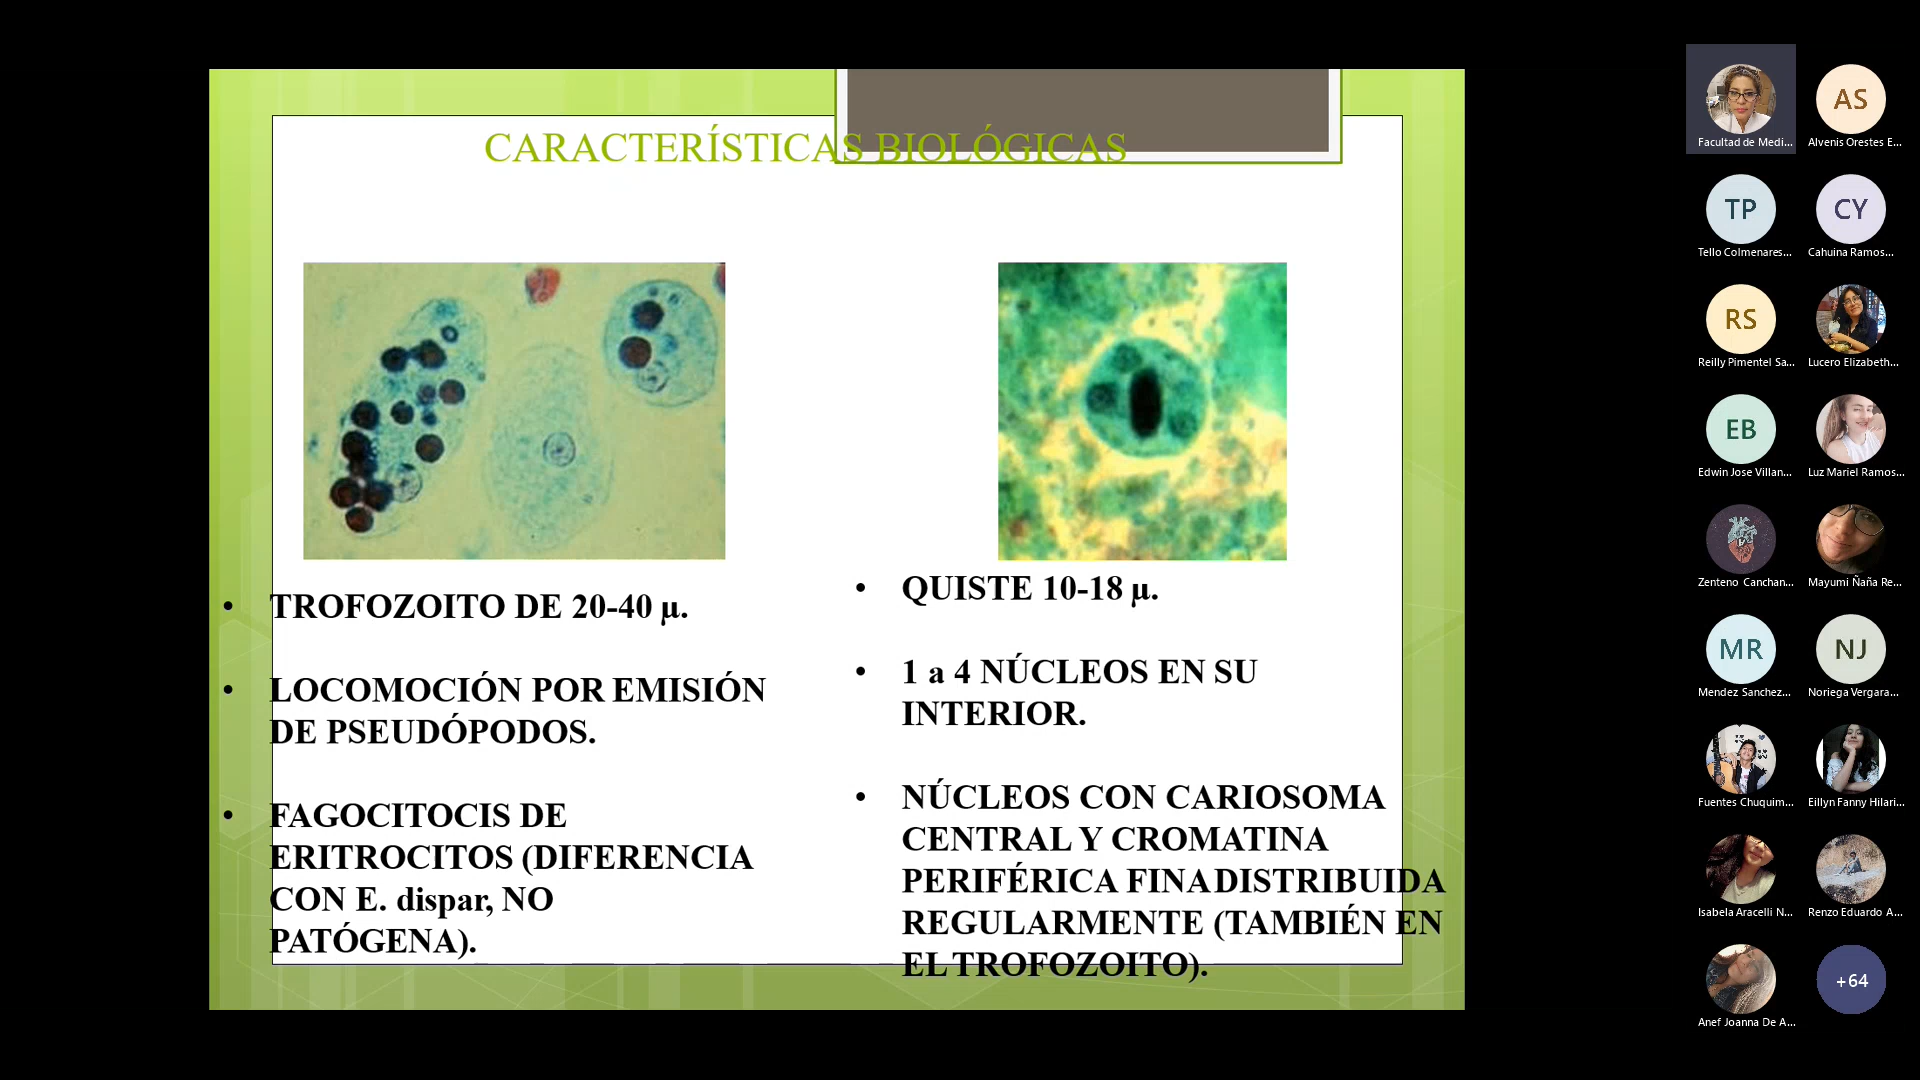 CARACTERÍSTICAS BIOLÓGICAS
• TROFOZOITO DE 20-40 µ.
• LOCOMOCIÓN POR EMISIÓN
DE PSEUDÓPODOS.
• FAGOCITOCIS DE
ERITROCITOS (DIFERENCIA
CON E. dispar, NO
PATÓGENA).
• QUISTE 10-18 µ.
• 1 a 4 NÚCLEOS EN SU
INTERIOR.
• NÚCLEOS CON CARIOSOMA
CENTRAL Y CROMATINA
PERIFÉRICA FINA DISTRIBUIDA
REGULARMENTE (TAMBIÉN EN
EL TROFOZOITO).
Facultad de Medi...
AS
Alvenis Orestes E...
TP
Tello Colmenares...
CY
Cahuina Ramos...
RS
Reilly Pimentel Sa...
Lucero Elizabeth...
EB
Edwin Jose Villan...
Luz Mariel Ramos...
Zenteno Canchan...
Mayumi Ñaña Re...
MR
Mendez Sanchez...
NJ
Noriega Vergara...
Fuentes Chuquim...
Eillyn Fanny Hilari...
Isabela Aracelli N...
Renzo Eduardo A...
Anef Joanna De A...
+64